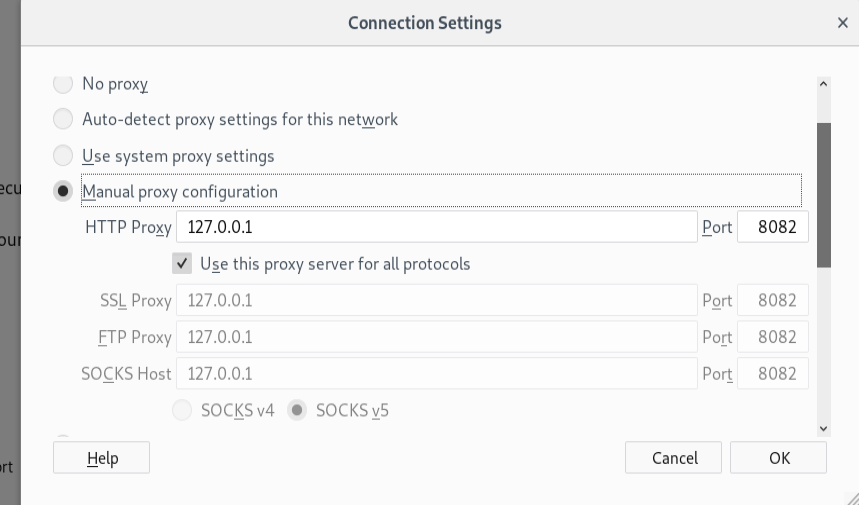 Connection Settings
No proxy
Auto-detect proxy settings for this network
Use system proxy settings
Manual proxy configuration
HTTP Proxy 127.0.0.1 Port 8082
Use this proxy server for all protocols
SSL Proxy 127.0.0.1 Port 8082
FTP Proxy 127.0.0.1 Port 8082
SOCKS Host 127.0.0.1 Port 8082
SOCKS v4 SOCKS v5
Help Cancel OK
ecu
our
ort